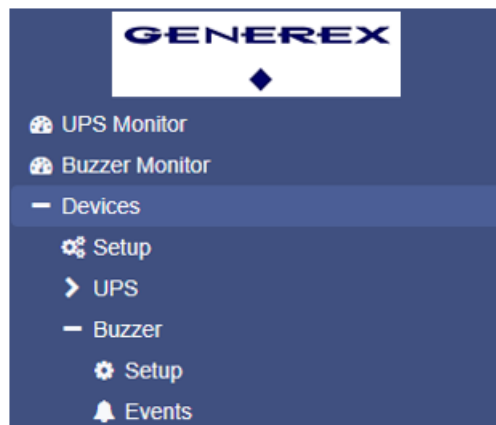 GENEREX
UPS Monitor
Buzzer Monitor
Devices
Setup
UPS
Buzzer
Setup
Events